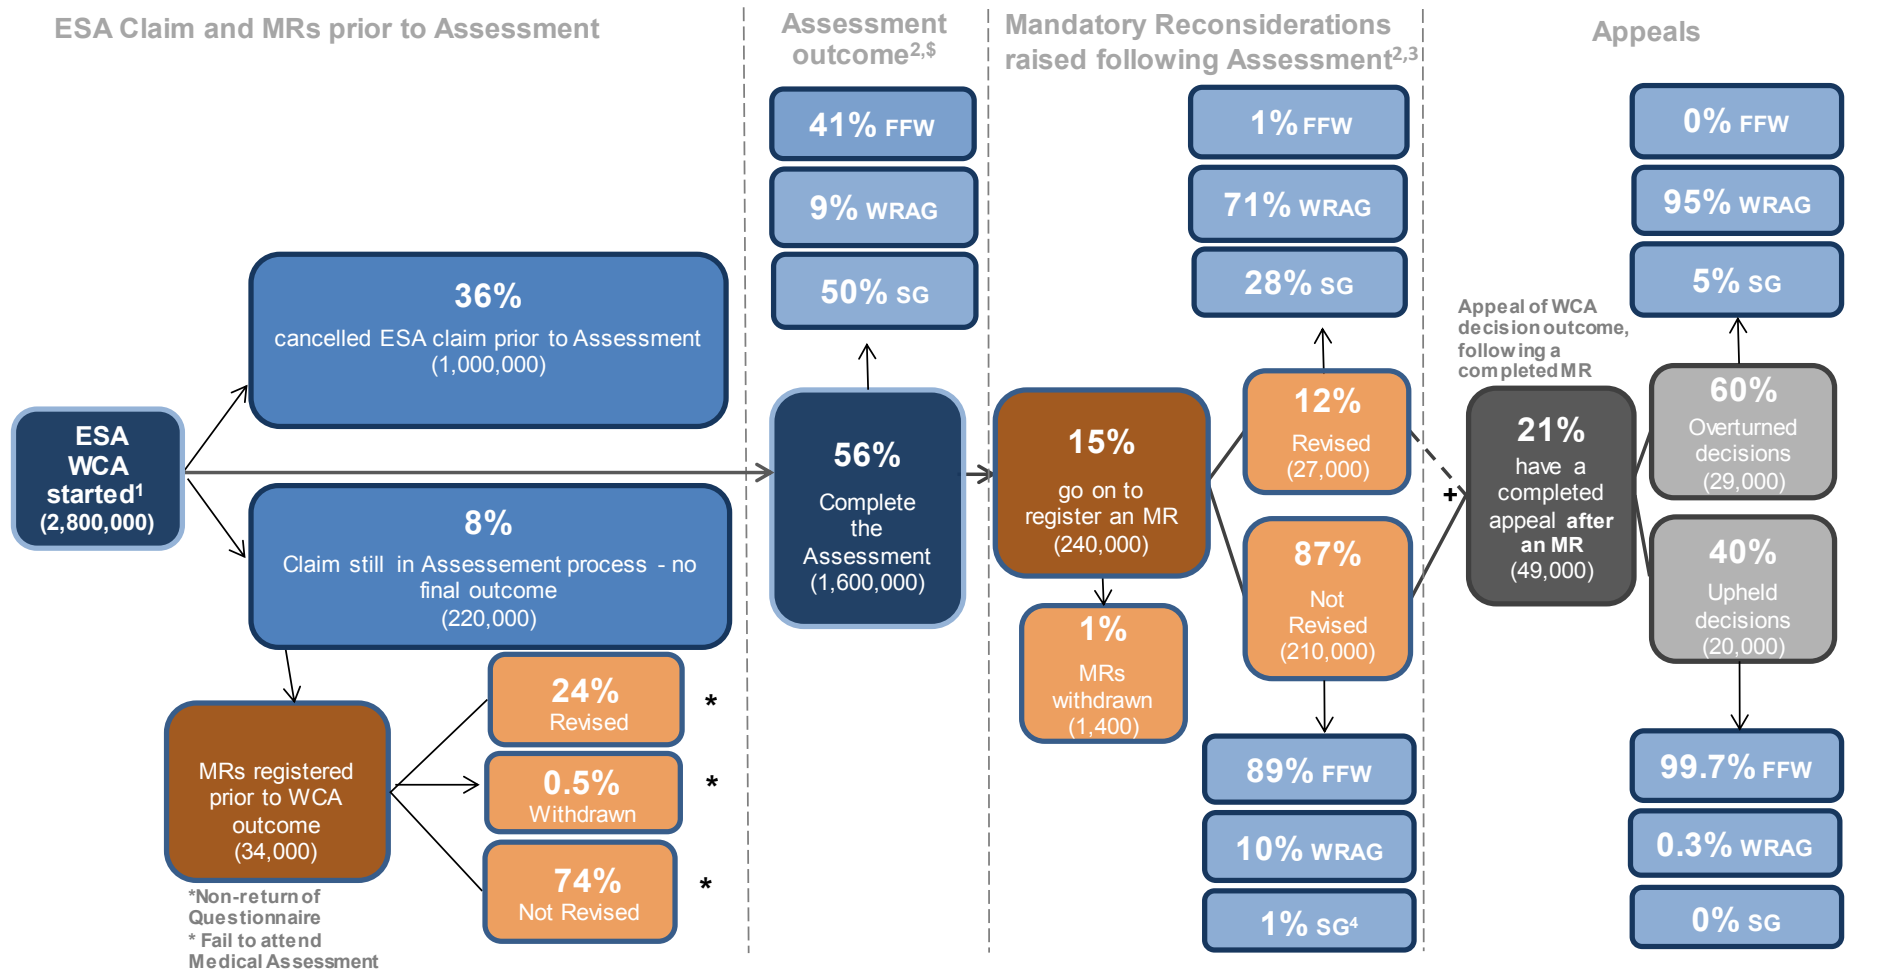 ESA Claim and MRs prior to Assessment
Assessment
outcome2,$
Mandatory Reconsiderations
raised following Assessment2,3
Appeals
ESA
WCA
started1
(2,800,000)
36%
cancelled ESA claim prior to Assessment
(1,000,000)
8%
Claim still in Assessement process - no
final outcome
(220,000)
MRs registered
prior to WCA
outcome
(34,000)
24%
Revised
*
0.5%
Withdrawn
*
74%
Not Revised
*
*Non-return of
Questionnaire
* Fail to attend
Medical Assessment
41% FFW
9% WRAG
50% SG
56%
Complete
the
Assessment
(1,600,000)
15%
go on to
register an MR
(240,000)
1%
MRs
withdrawn
(1,400)
1% FFW
71% WRAG
28% SG
12%
Revised
(27,000)
87%
Not
Revised
(210,000)
89% FFW
10% WRAG
1% SG4
+
Appeal of WCA
decision outcome,
following a
completed MR
21%
have a
completed
appeal after
an MR
(49,000)
0% FFW
95% WRAG
5% SG
60%
Overturned
decisions
(29,000)
40%
Upheld
decisions
(20,000)
99.7% FFW
0.3% WRAG
0% SG